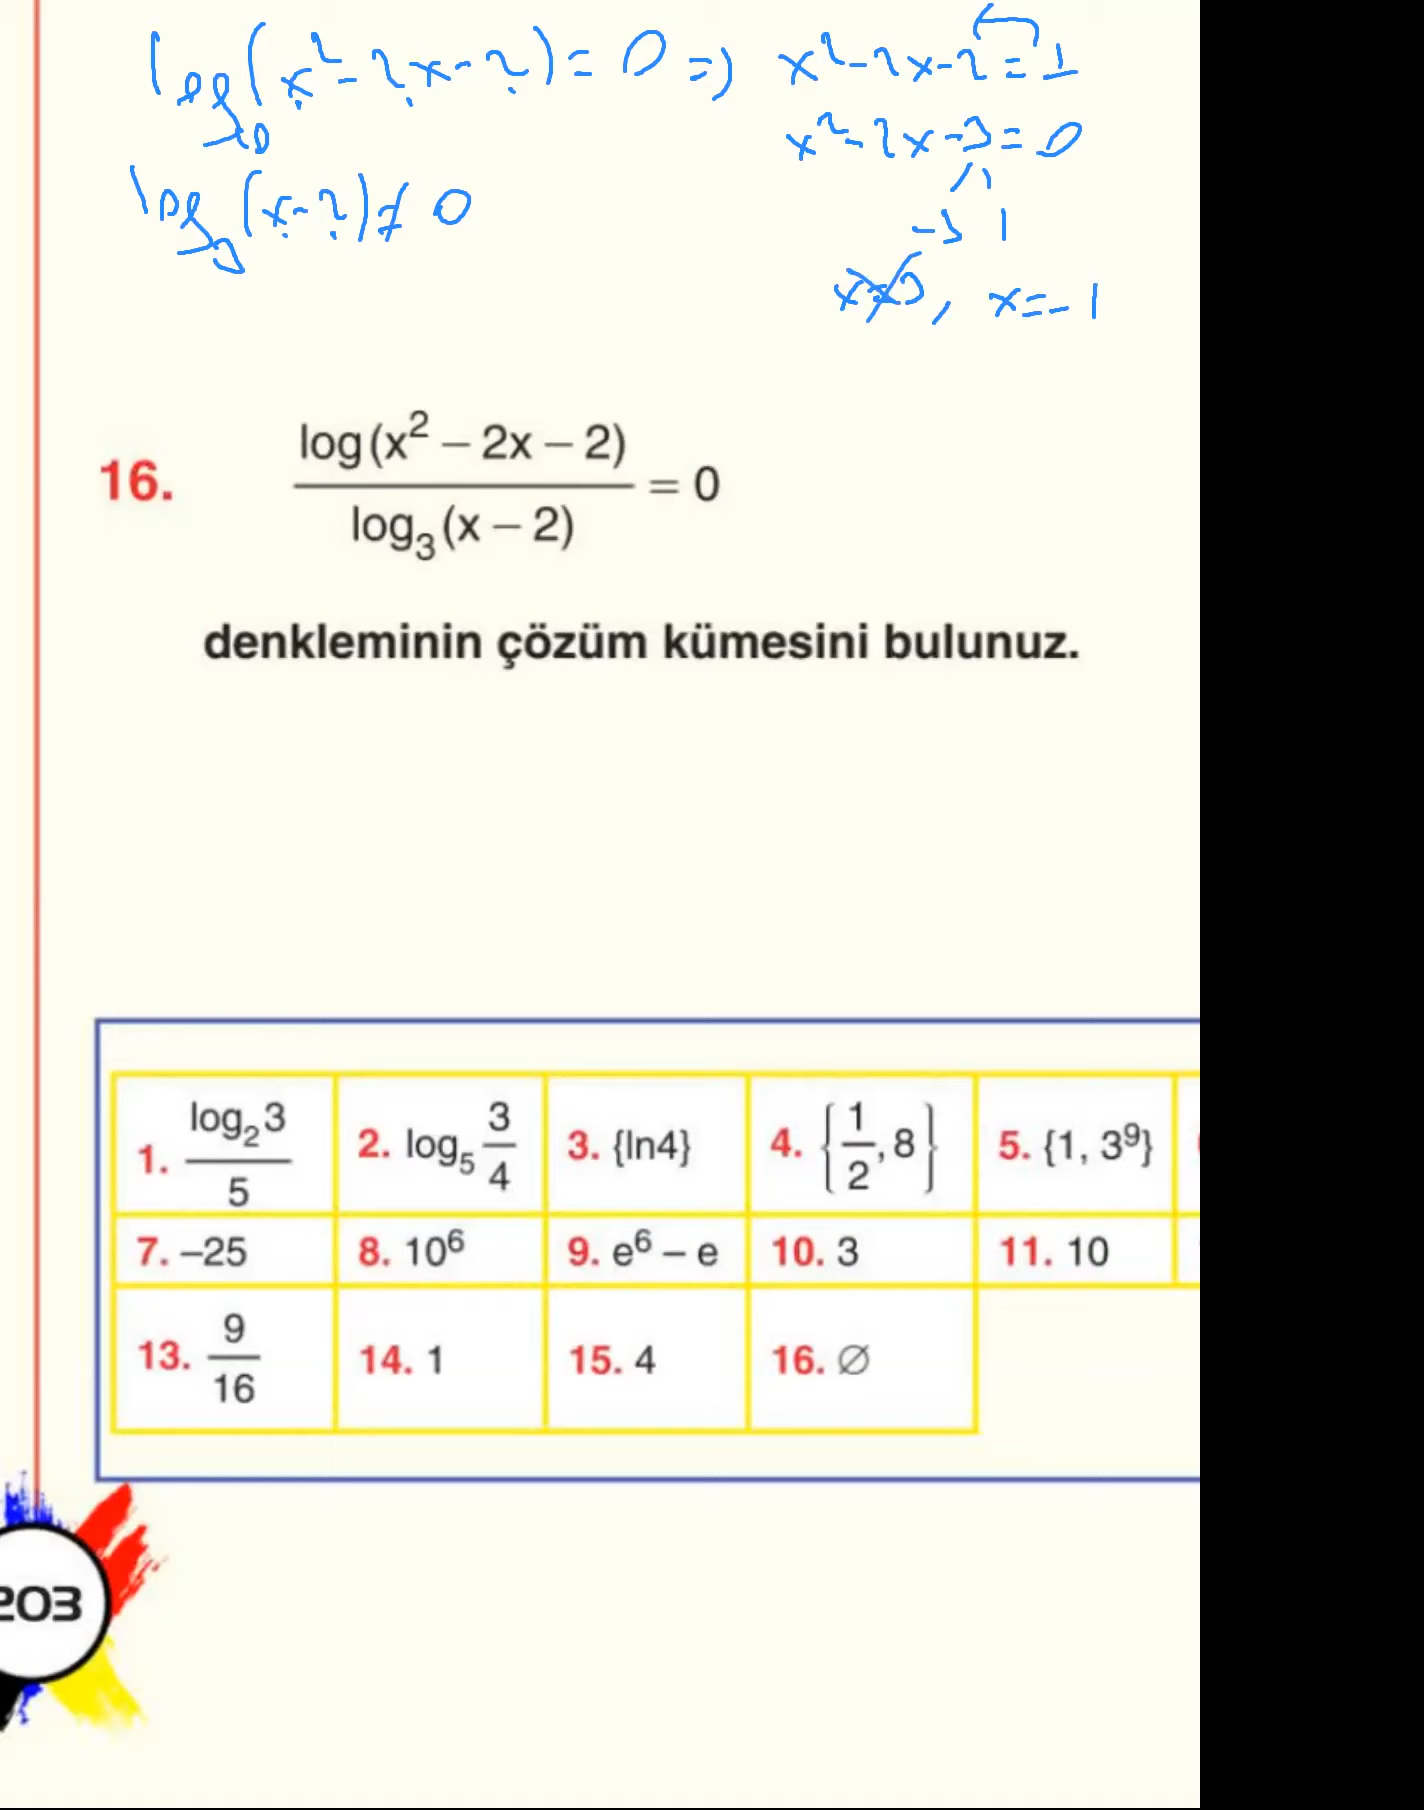 log₁₀(x²-2x-2)=0 => x²-2x-2=1
x²-2x-3=0
log₃(x-2)≠0
-3 1
x=3, x=-1
16. log(x² – 2x – 2) / log₃(x – 2) = 0
denkleminin çözüm kümesini bulunuz.
1. log₂3 / 5 2. log₅ 3/4 3. {ln4} 4. {1/2, 8} 5. {1, 3⁹}
7. –25 8. 10⁶ 9. e⁶ – e 10. 3 11. 10
13. 9/16 14. 1 15. 4 16. ∅
203